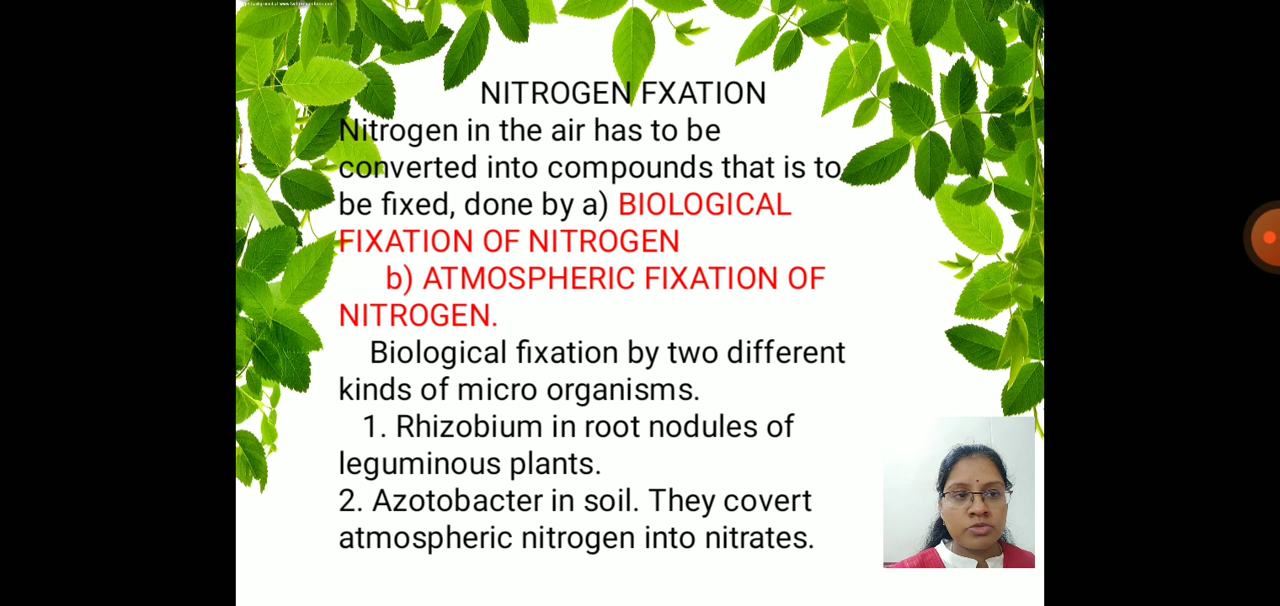 NITROGEN FXATION
Nitrogen in the air has to be
converted into compounds that is to
be fixed, done by a) BIOLOGICAL
FIXATION OF NITROGEN
b) ATMOSPHERIC FIXATION OF
NITROGEN.
Biological fixation by two different
kinds of micro organisms.
1. Rhizobium in root nodules of
leguminous plants.
2. Azotobacter in soil. They covert
atmospheric nitrogen into nitrates.